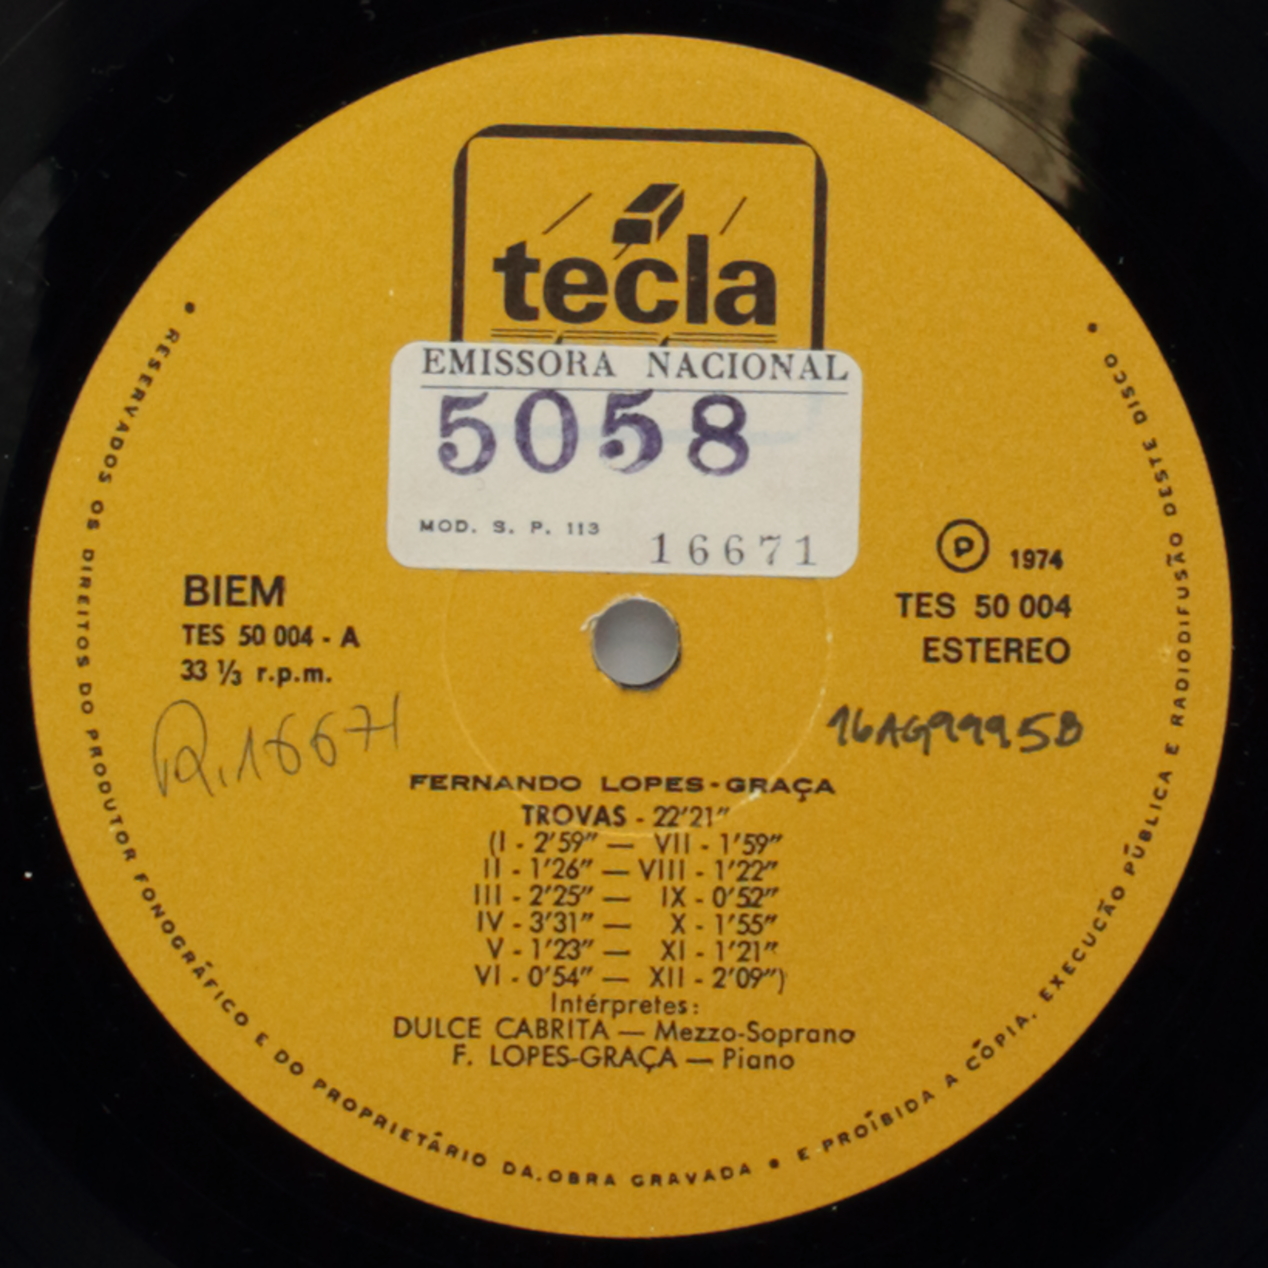 tecla
EMISSORA NACIONAL
5058
MOD. S. P. 113
16671
BIEM
TES 50 004 - A
33 ⅓ r.p.m.
R.16671
Ⓟ 1974
TES 50 004
ESTEREO
16AG99958
FERNANDO LOPES-GRAÇA
TROVAS - 22'21"
(I - 2'59" — VII - 1'59"
II - 1'26" — VIII - 1'22"
III - 2'25" — IX - 0'52"
IV - 3'31" — X - 1'55"
V - 1'23" — XI - 1'21"
VI - 0'54" — XII - 2'09")
Intérpretes:
DULCE CABRITA — Mezzo-Soprano
F. LOPES-GRAÇA — Piano
• RESERVADOS OS DIREITOS DO PRODUTOR FONOGRÁFICO E DO PROPRIETÁRIO DA.OBRA GRAVADA • E PROÍBIDA A CÓPIA, EXECUÇÃO PÚBLICA E RADIODIFUSÃO DESTE DISCO •